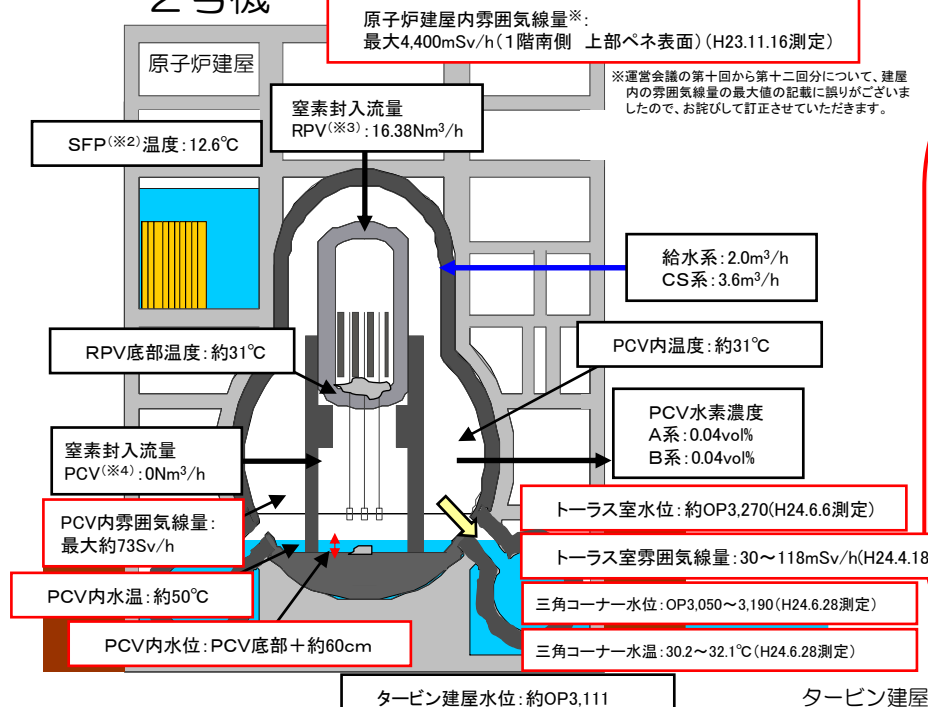 2号機
原子炉建屋内雰囲気線量※:
最大4,400mSv/h(1階南側 上部ペネ表面)(H23.11.16測定)
※運営会議の第十回から第十二回分について、建屋
内の雰囲気線量の最大値の記載に誤りがございま
したので、お詫びして訂正させていただきます。
原子炉建屋
窒素封入流量
RPV(※3):16.38Nm³/h
SFP(※2)温度:12.6℃
給水系:2.0m³/h
CS系:3.6m³/h
RPV底部温度:約31℃
PCV内温度:約31℃
PCV水素濃度
A系:0.04vol%
B系:0.04vol%
窒素封入流量
PCV(※4):0Nm³/h
PCV内雰囲気線量:
最大約73Sv/h
トーラス室水位:約OP3,270(H24.6.6測定)
トーラス室雰囲気線量:30~118mSv/h(H24.4.18
PCV内水温:約50℃
三角コーナー水位:OP3,050~3,190(H24.6.28測定)
PCV内水位:PCV底部+約60cm
三角コーナー水温:30.2~32.1℃(H24.6.28測定)
タービン建屋水位:約OP3,111
タービン建屋